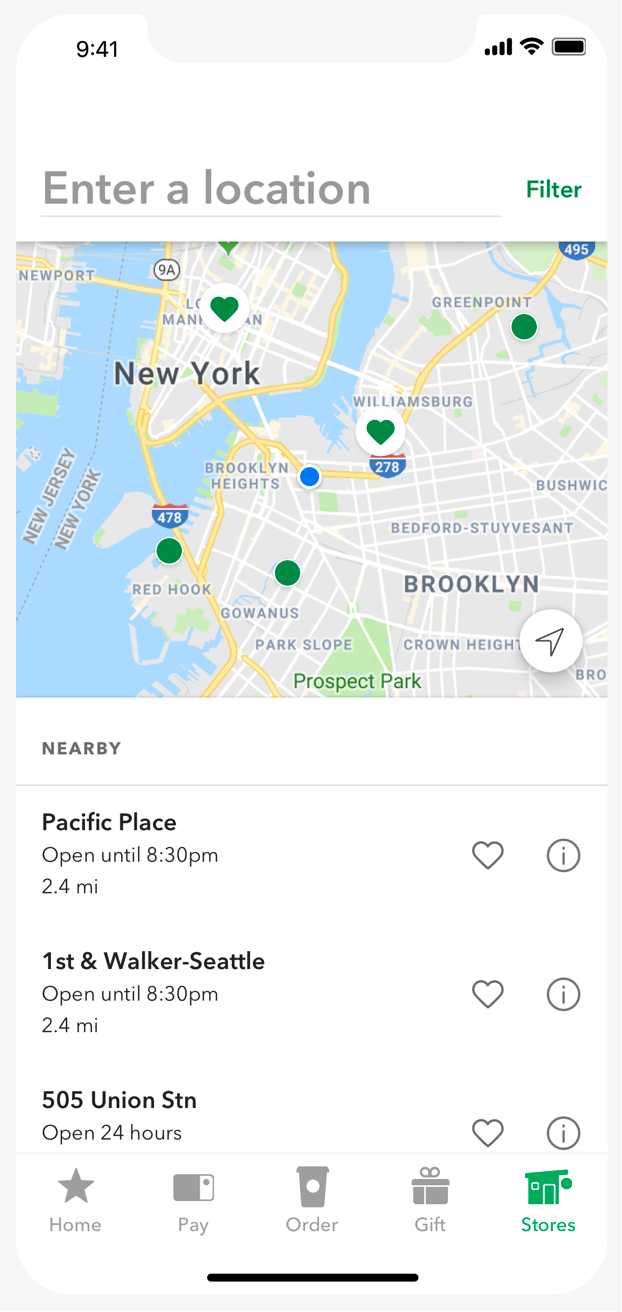 9:41
Enter a location
Filter
495
NEWPORT
9A
GREENPOINT
New York
WILLIAMSBURG
278
BROOKLYN
HEIGHTS
BUSHWIC
NEW JERSEY
NEW YORK
478
BEDFORD-STUYVESANT
BROOKLYN
RED HOOK
GOWANUS
PARK SLOPE
CROWN HEIGHT
BRO
Prospect Park
NEARBY
Pacific Place
Open until 8:30pm
2.4 mi
1st & Walker-Seattle
Open until 8:30pm
2.4 mi
505 Union Stn
Open 24 hours
Home
Pay
Order
Gift
Stores